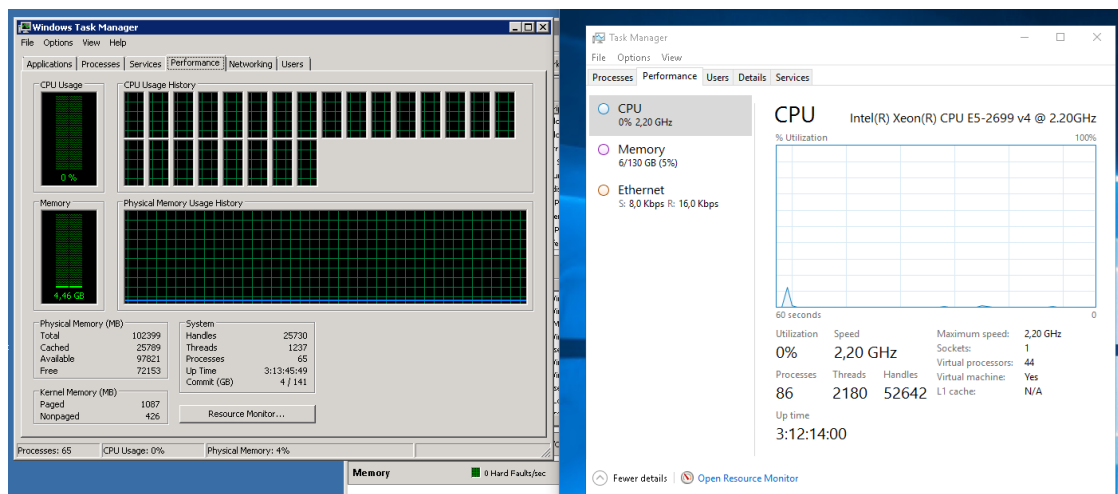 Windows Task Manager
File Options View Help
Applications Processes Services Performance Networking Users
CPU Usage
CPU Usage History
0 %
Memory
Physical Memory Usage History
4,46 GB
Physical Memory (MB)
Total 102399
Cached 25789
Available 97821
Free 72153
Kernel Memory (MB)
Paged 1087
Nonpaged 426
System
Handles 25730
Threads 1237
Processes 65
Up Time 3:13:45:49
Commit (GB) 4 / 141
Resource Monitor...
Processes: 65 CPU Usage: 0% Physical Memory: 4%
Memory 0 Hard Faults/sec
Task Manager
File Options View
Processes Performance Users Details Services
CPU
0% 2,20 GHz
Memory
6/130 GB (5%)
Ethernet
S: 8,0 Kbps R: 16,0 Kbps
CPU Intel(R) Xeon(R) CPU E5-2699 v4 @ 2.20GHz
% Utilization 100%
60 seconds 0
Utilization Speed
0% 2,20 GHz
Processes Threads Handles
86 2180 52642
Up time
3:12:14:00
Maximum speed: 2,20 GHz
Sockets: 1
Virtual processors: 44
Virtual machine: Yes
L1 cache: N/A
Fewer details Open Resource Monitor